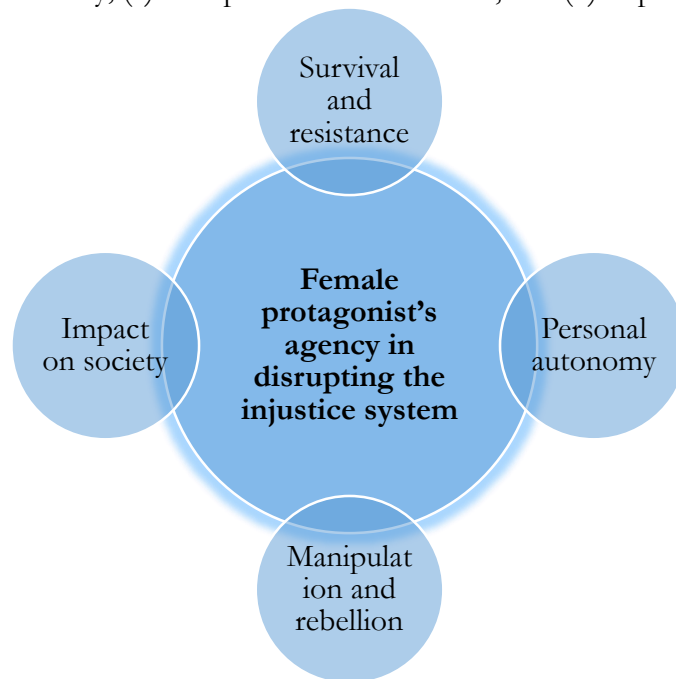 Survival
and
resistance
Female
protagonist's
agency in
disrupting the
injustice system
Impact
on society
Personal
autonomy
Manipulat
ion and
rebellion